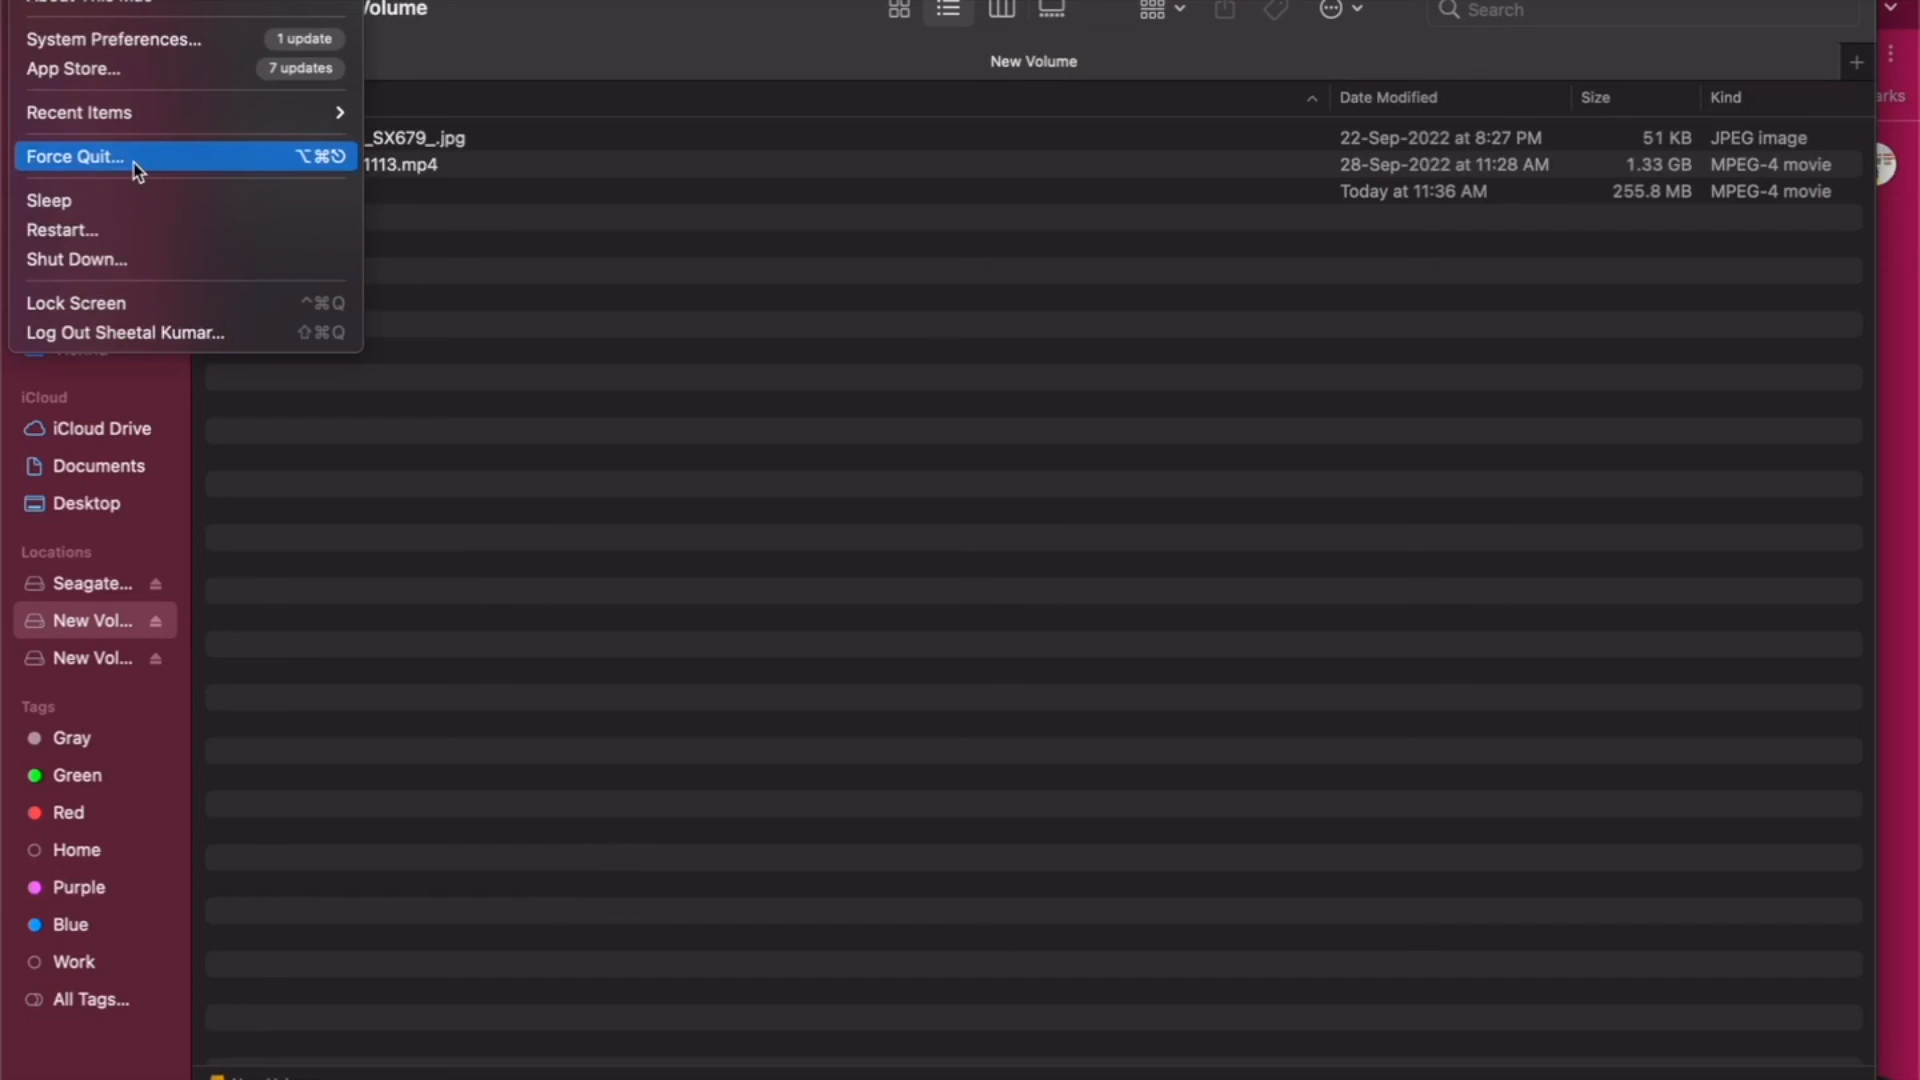 About This Mac
Volume
Search
System Preferences... 1 update
App Store... 7 updates
New Volume
Recent Items
Date Modified Size Kind
arks
_SX679_.jpg 22-Sep-2022 at 8:27 PM 51 KB JPEG image
Force Quit...
1113.mp4 28-Sep-2022 at 11:28 AM 1.33 GB MPEG-4 movie
Today at 11:36 AM 255.8 MB MPEG-4 movie
Sleep
Restart...
Shut Down...
Lock Screen ^⌘Q
Log Out Sheetal Kumar... ⇧⌘Q
iCloud
iCloud Drive
Documents
Desktop
Locations
Seagate...
New Vol...
New Vol...
Tags
Gray
Green
Red
Home
Purple
Blue
Work
All Tags...